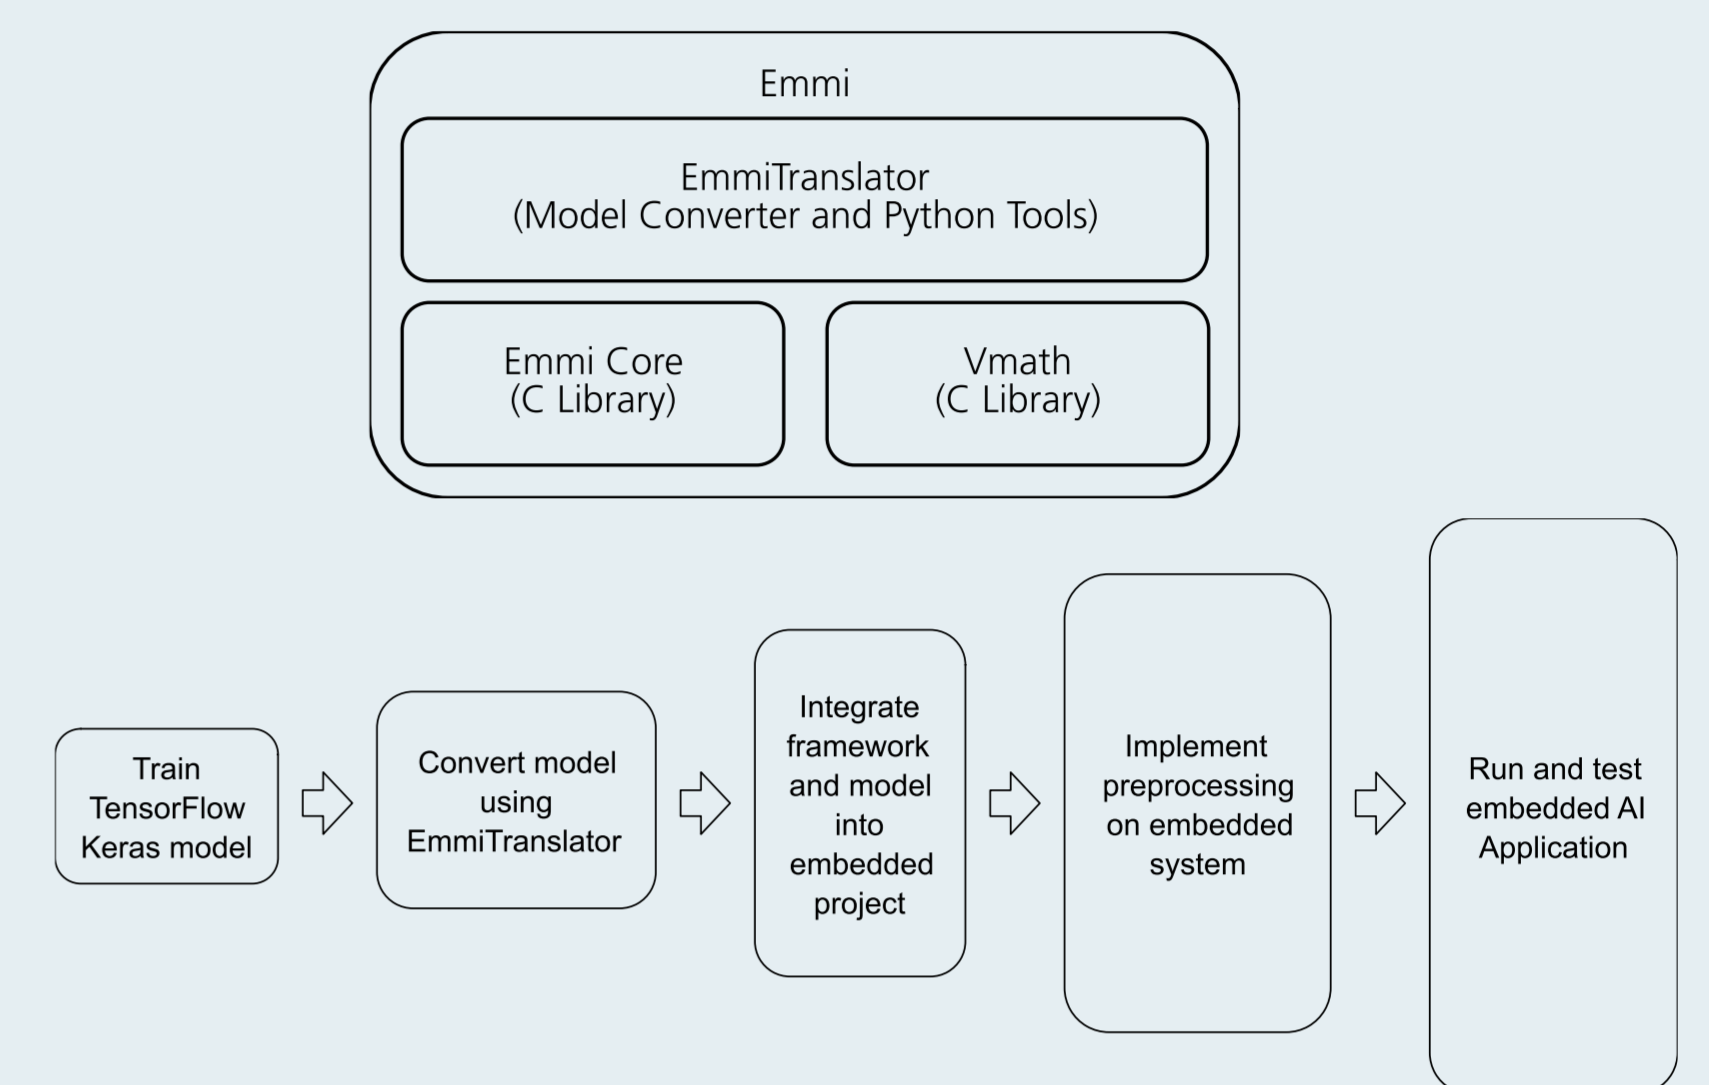 Emmi
EmmiTranslator
(Model Converter and Python Tools)
Emmi Core
(C Library)
Vmath
(C Library)
Train
TensorFlow
Keras model
Convert model
using
EmmiTranslator
Integrate
framework
and model
into
embedded
project
Implement
preprocessing
on embedded
system
Run and test
embedded AI
Application